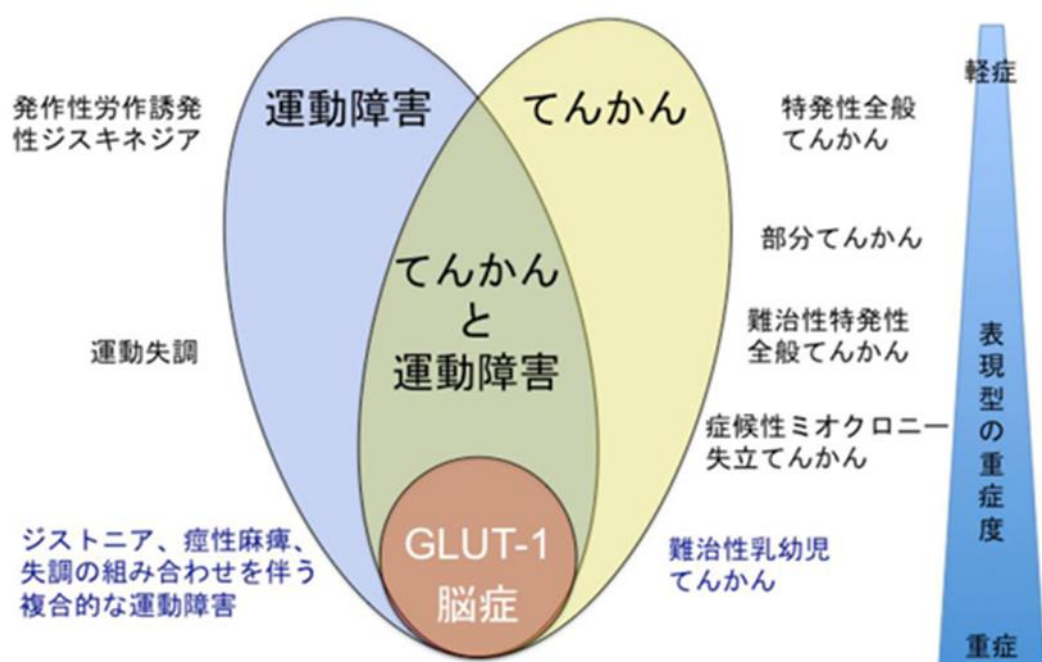 運動障害
てんかん
軽症
発作性労作誘発
性ジスキネジア
特発性全般
てんかん
部分てんかん
てんかん
と
運動障害
運動失調
難治性特発性
全般てんかん
症候性ミオクロニー
失立てんかん
表現型の重症度
ジストニア、痙性麻痺、
失調の組み合わせを伴う
複合的な運動障害
GLUT-1
脳症
難治性乳幼児
てんかん
重症